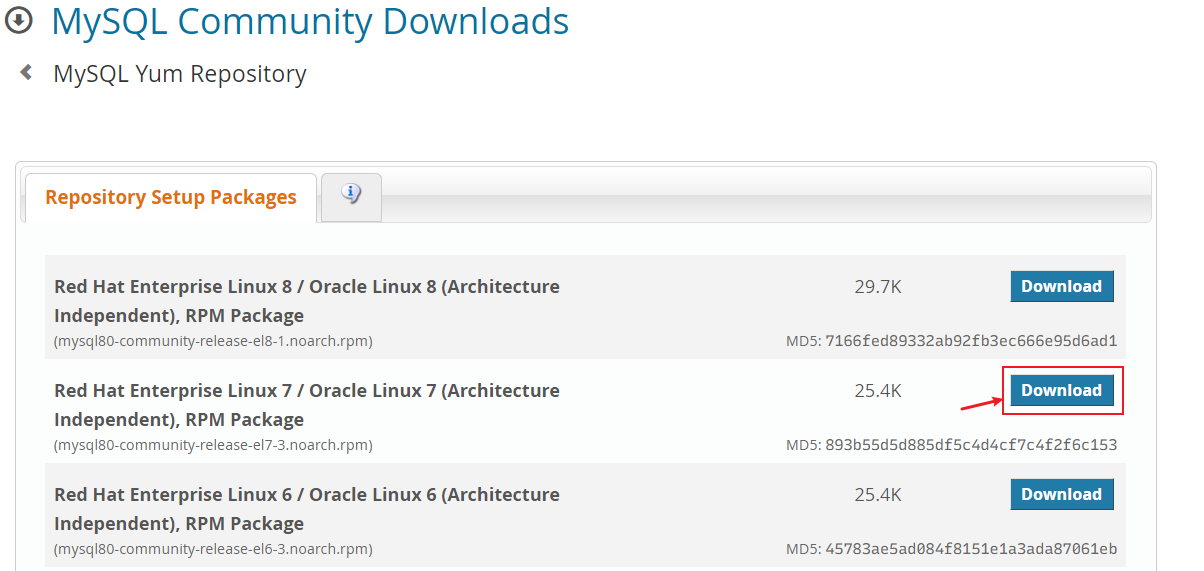 MySQL Community Downloads
MySQL Yum Repository
Repository Setup Packages
Red Hat Enterprise Linux 8 / Oracle Linux 8 (Architecture Independent), RPM Package
29.7K
Download
(mysql80-community-release-el8-1.noarch.rpm)
MD5: 7166fed89332ab92fb3ec666e95d6ad1
Red Hat Enterprise Linux 7 / Oracle Linux 7 (Architecture Independent), RPM Package
25.4K
Download
(mysql80-community-release-el7-3.noarch.rpm)
MD5: 893b55d5d885df5c4d4cf7c4f2f6c153
Red Hat Enterprise Linux 6 / Oracle Linux 6 (Architecture Independent), RPM Package
25.4K
Download
(mysql80-community-release-el6-3.noarch.rpm)
MD5: 45783ae5ad084f8151e1a3ada87061eb